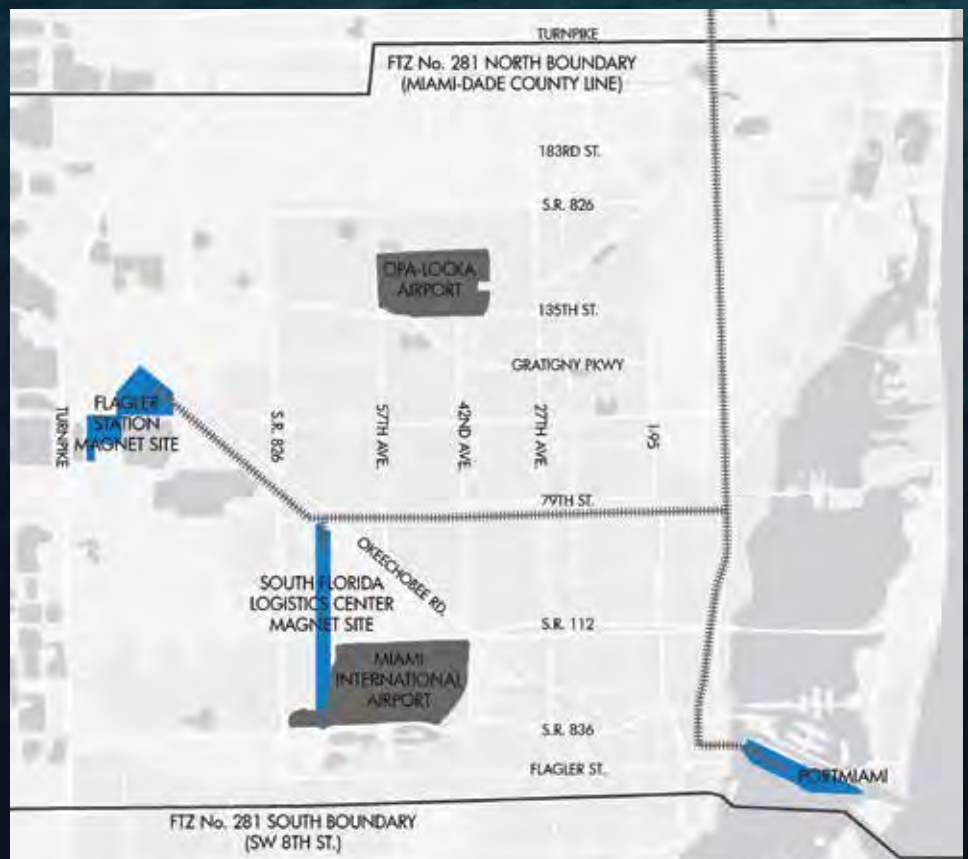 TURNPIKE
FTZ No. 281 NORTH BOUNDARY
(MIAMI-DADE COUNTY LINE)
183RD ST.
S.R. 826
OPA-LOCKA
AIRPORT
135TH ST.
GRATIGNY PKWY
FLAGLER
STATION
MAGNET SITE
TURNPIKE
S.R. 826
57TH AVE.
42ND AVE.
27TH AVE.
I-95
79TH ST.
OKEECHOBEE RD.
SOUTH FLORIDA
LOGISTICS CENTER
MAGNET SITE
S.R. 112
MIAMI
INTERNATIONAL
AIRPORT
S.R. 836
FLAGLER ST.
PORTMIAMI
FTZ No. 281 SOUTH BOUNDARY
(SW 8TH ST.)